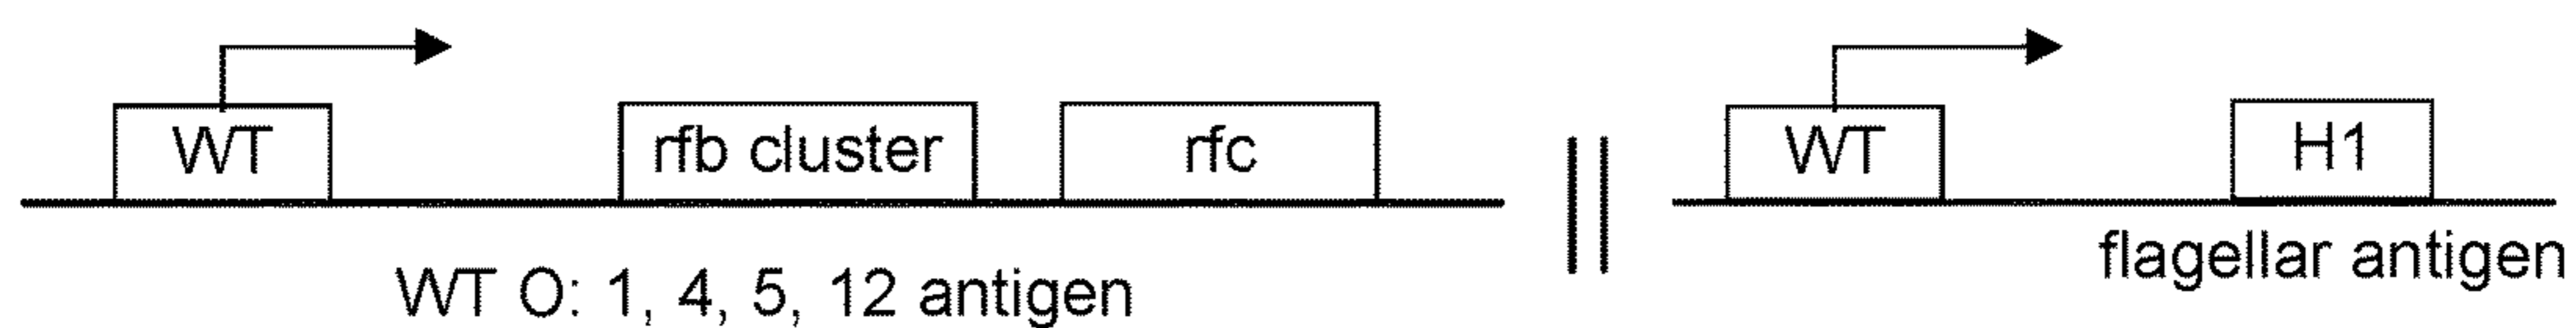 WT rfb cluster rfc WT H1
WT O: 1, 4, 5, 12 antigen
flagellar antigen